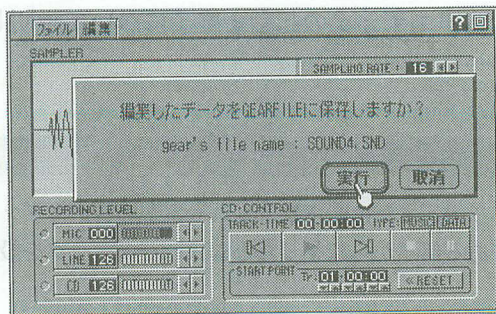 ファイル 編集 ?
SAMPLER
SAMPLING RATE : 16
編集したデータをGEARFILEに保存しますか?
gear's file name : SOUND4.SND
実行 取消
RECORDING LEVEL
CD-CONTROL
MIC 000
TRACK-TIME 00:00:00 TYPE: MUSIC DATA
LINE 126
CD 126
START POINT Tr.01:00:00 «RESET